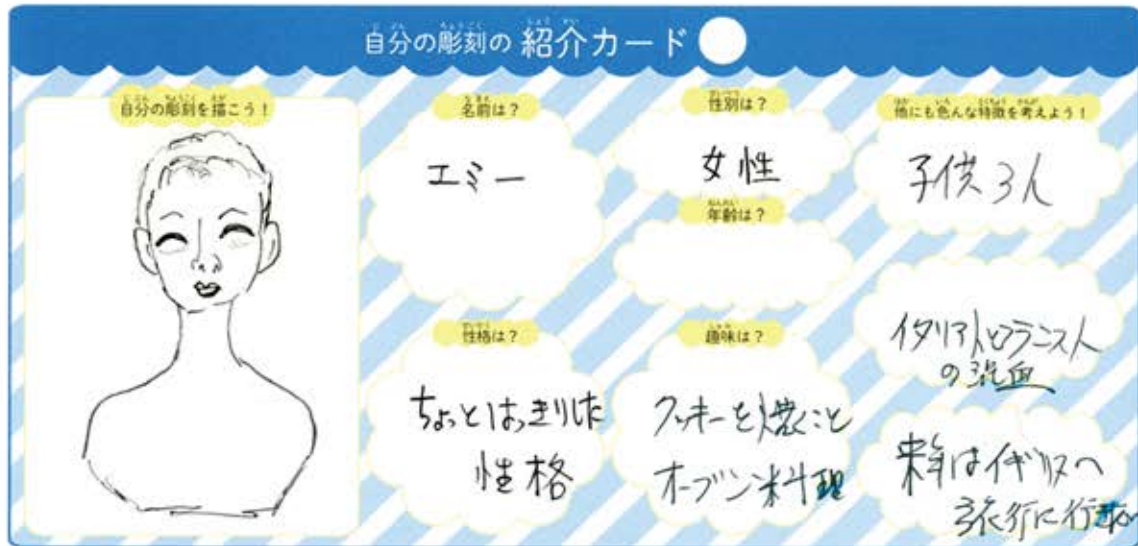 自分の彫刻の紹介カード
自分の彫刻を描こう！
名前は？
エミー
性別は？
女性
年齢は？
性格は？
ちょっとはっきりした
性格
趣味は？
クッキーを焼くこと
オーブン料理
他にも色んな特徴を考えよう！
子供3人
イタリア人とフランス人
の混血
来年はイギリスへ
旅行に行きたい